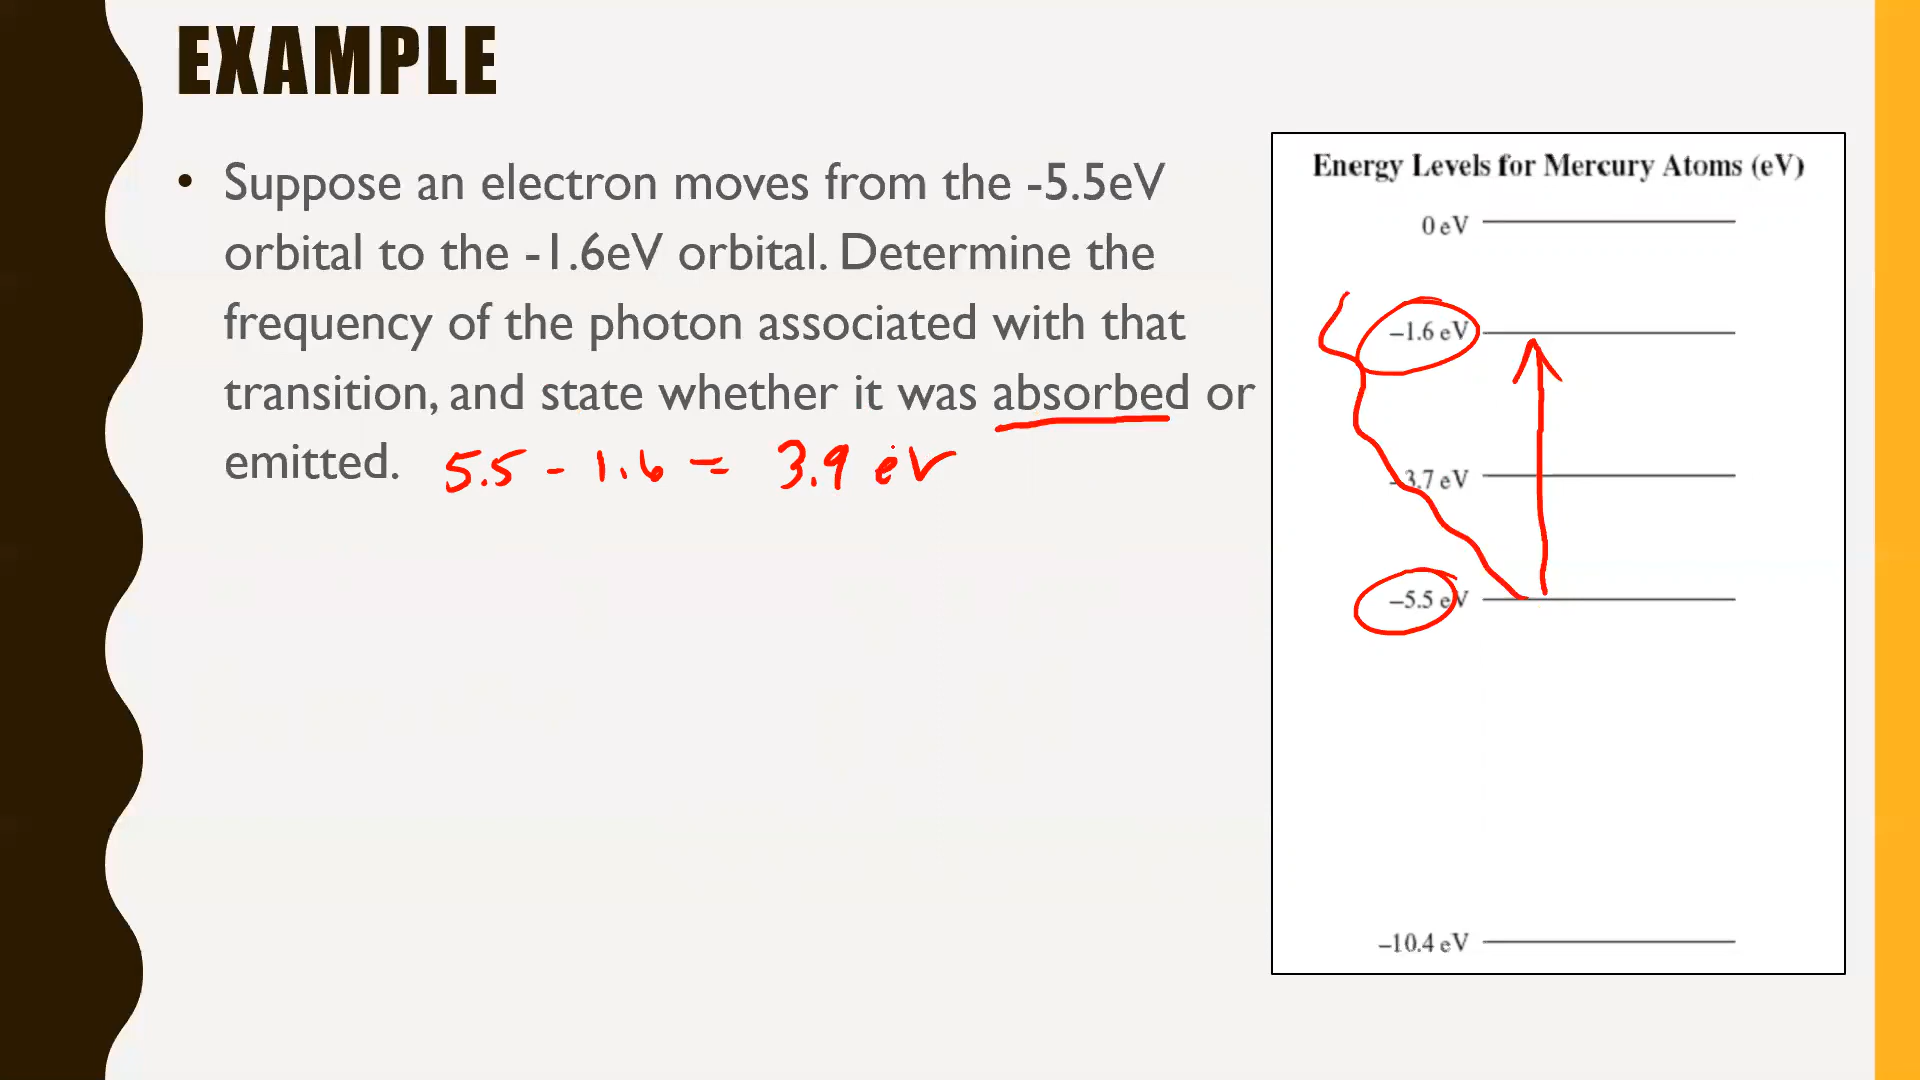 EXAMPLE
• Suppose an electron moves from the -5.5eV
orbital to the -1.6eV orbital. Determine the
frequency of the photon associated with that
transition, and state whether it was absorbed or
emitted. 5.5 - 1.6 = 3.9 eV
Energy Levels for Mercury Atoms (eV)
0 eV
–1.6 eV
–3.7 eV
–5.5 eV
–10.4 eV